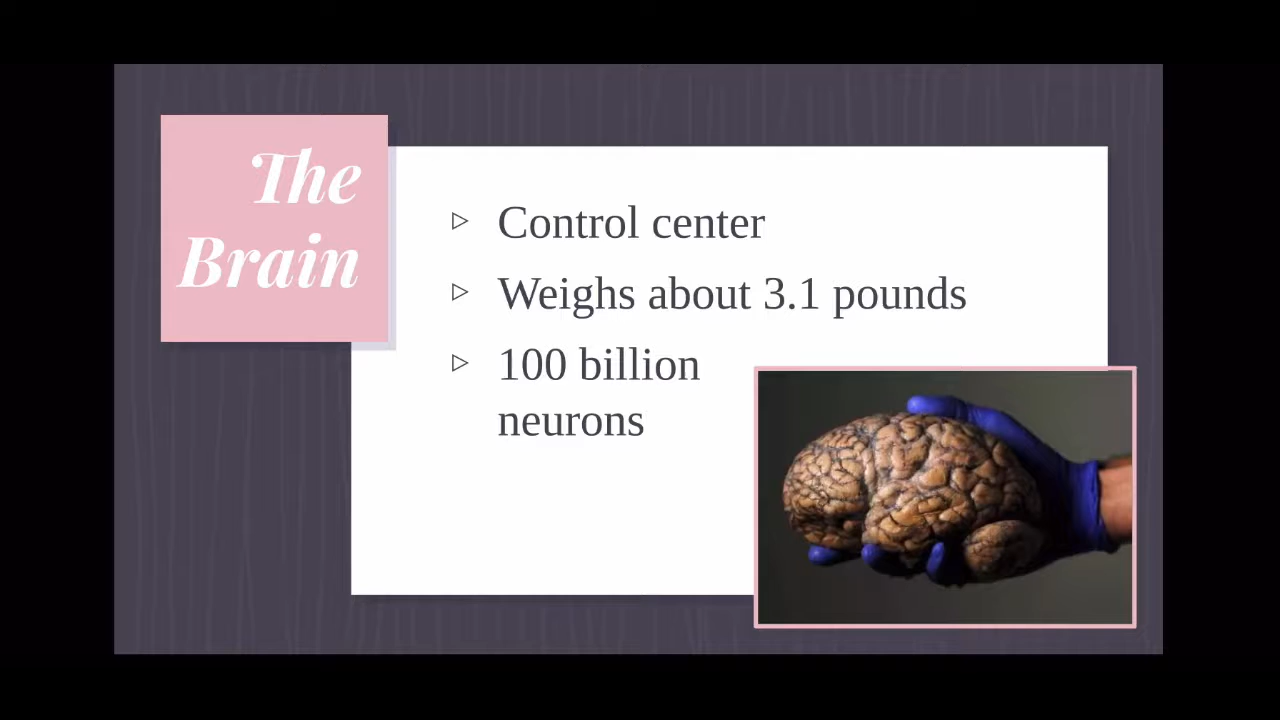 The
Brain
▷ Control center
▷ Weighs about 3.1 pounds
▷ 100 billion
neurons